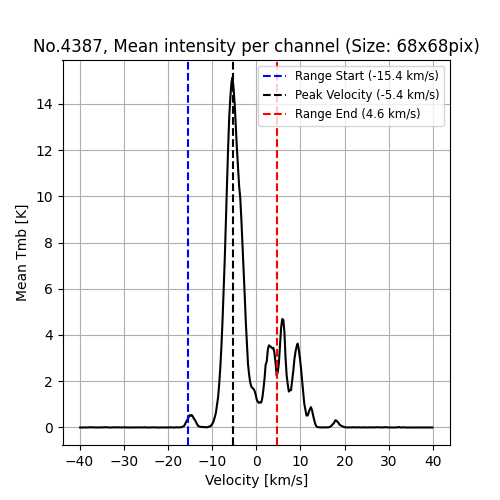 No.4387, Mean intensity per channel (Size: 68x68pix)
Range Start (-15.4 km/s)
Peak Velocity (-5.4 km/s)
Range End (4.6 km/s)
Mean Tmb [K]
14
12
10
8
6
4
2
0
−40 −30 −20 −10 0 10 20 30 40
Velocity [km/s]